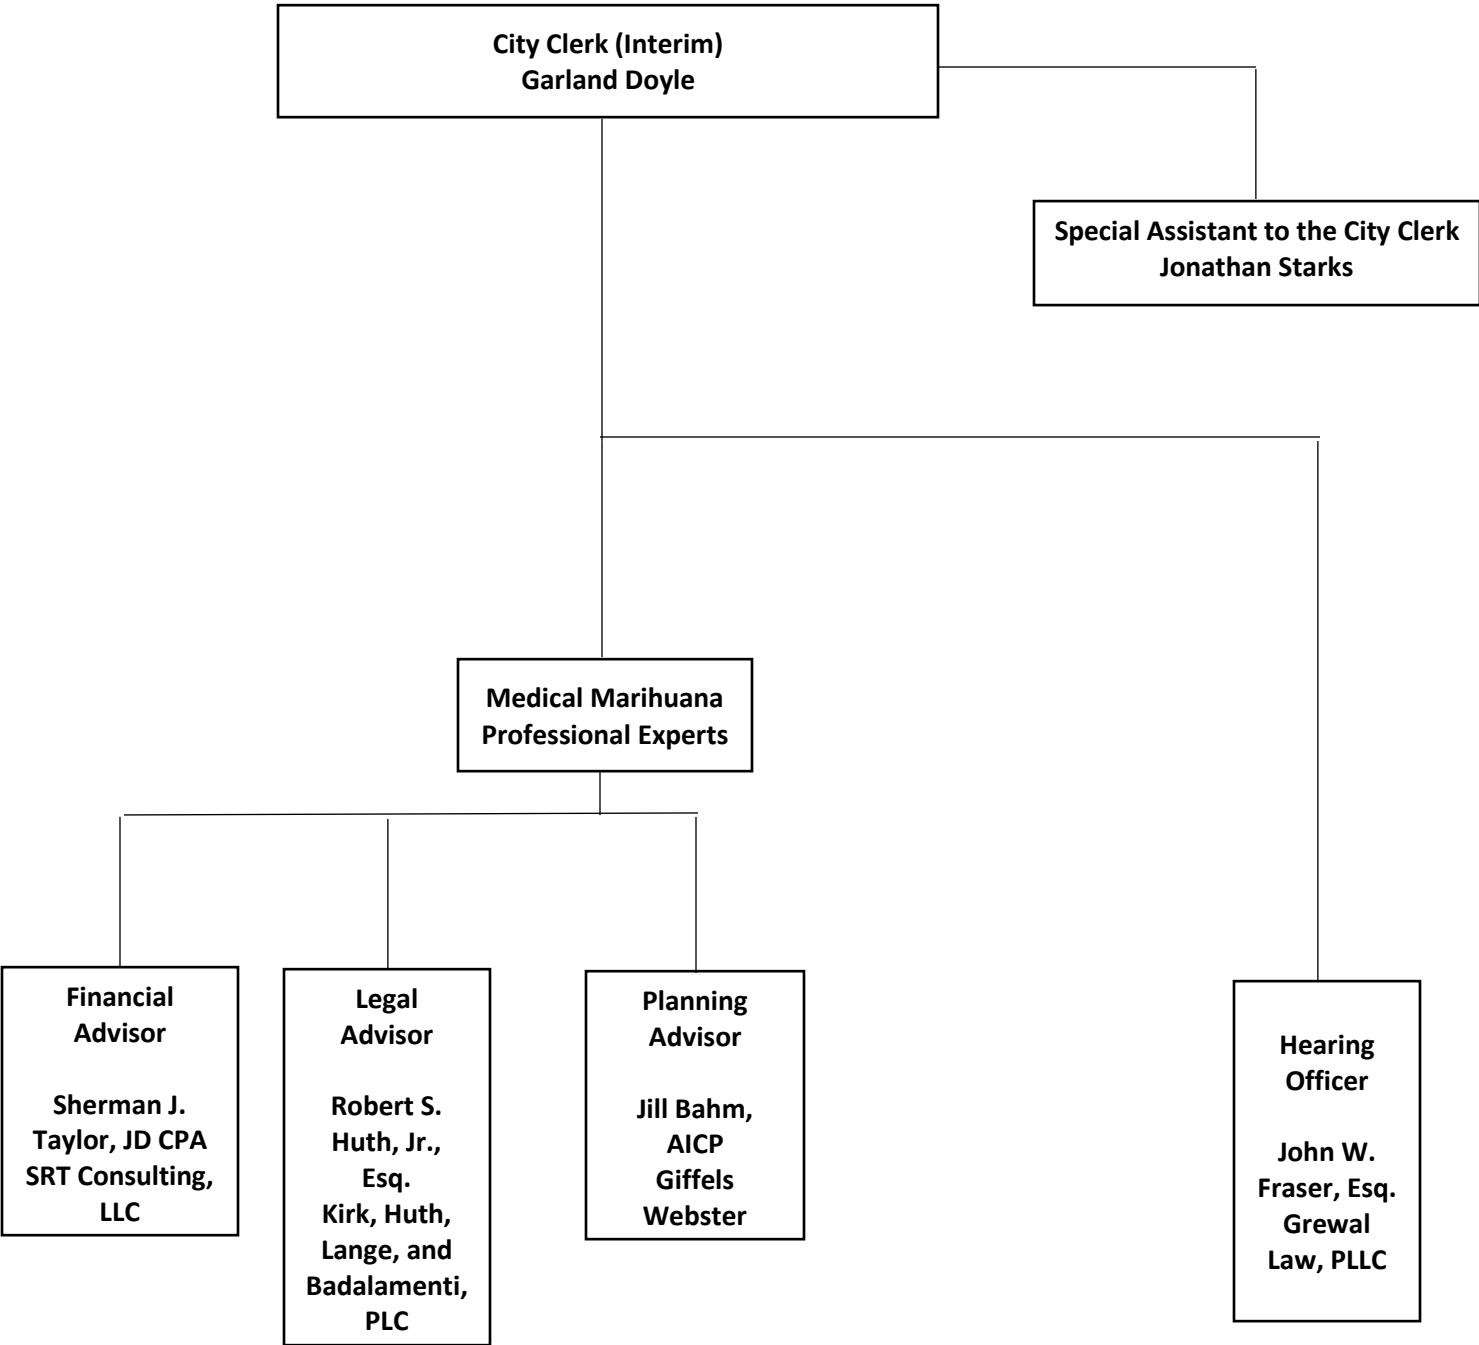 City Clerk (Interim)
Garland Doyle
Special Assistant to the City Clerk
Jonathan Starks
Medical Marihuana
Professional Experts
Financial
Advisor
Sherman J.
Taylor, JD CPA
SRT Consulting,
LLC
Legal
Advisor
Robert S.
Huth, Jr.,
Esq.
Kirk, Huth,
Lange, and
Badalamenti,
PLC
Planning
Advisor
Jill Bahm,
AICP
Giffels
Webster
Hearing
Officer
John W.
Fraser, Esq.
Grewal
Law, PLLC